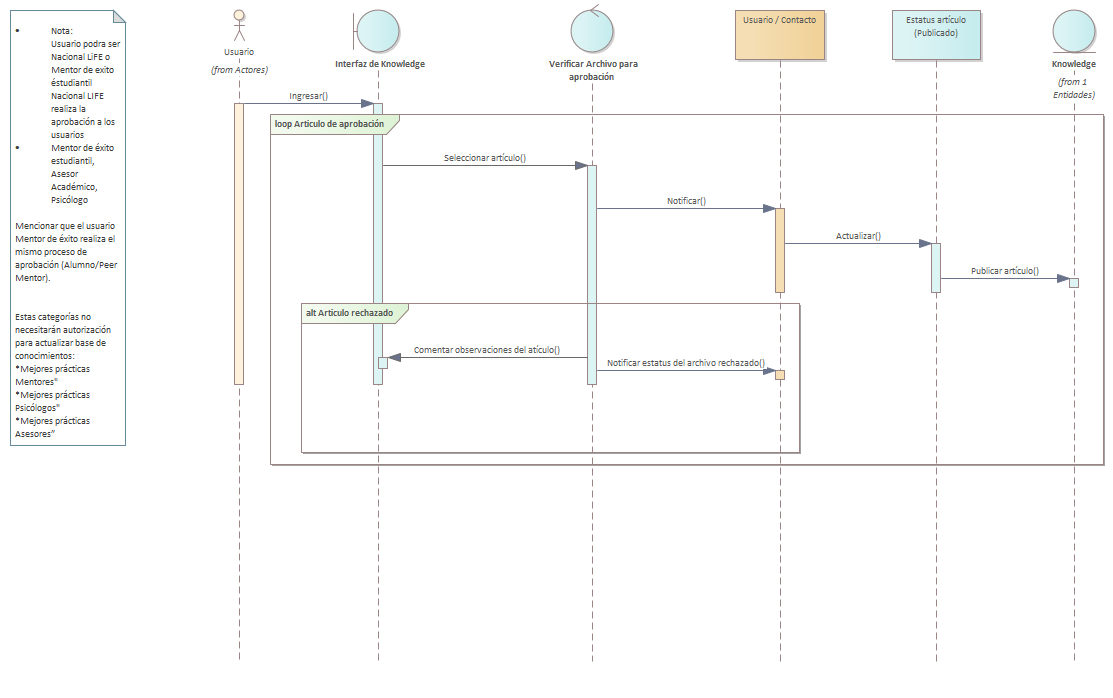 • Nota:
Usuario podra ser
Nacional LiFE o
Mentor de exito
éstudiantil
Nacional LIFE
realiza la
aprobación a los
usuarios
• Mentor de éxito
estudiantil,
Asesor
Académico,
Psicólogo
Mencionar que el usuario
Mentor de éxito realiza el
mismo proceso de
aprobación (Alumno/Peer
Mentor).
Estas categorías no
necesitarán autorización
para actualizar base de
conocimientos:
*Mejores prácticas
Mentores"
*Mejores prácticas
Psicólogos"
*Mejores prácticas
Asesores"
Usuario
(from Actores)
Interfaz de Knowledge
Verificar Archivo para
aprobación
Usuario / Contacto
Estatus artículo
(Publicado)
Knowledge
(from 1
Entidades)
Ingresar()
loop Articulo de aprobación
Seleccionar artículo()
Notificar()
Actualizar()
Publicar artículo()
alt Articulo rechazado
Comentar observaciones del atículo()
Notificar estatus del archivo rechazado()